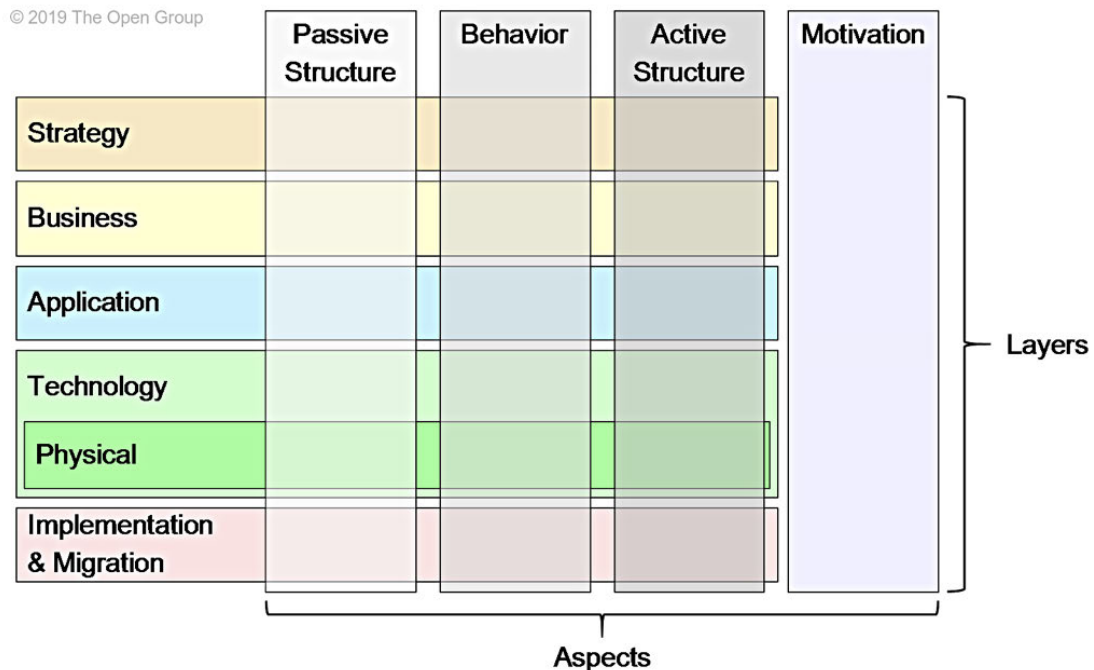 © 2019 The Open Group
Passive
Structure
Behavior
Active
Structure
Motivation
Strategy
Business
Application
Technology
Physical
Implementation
& Migration
Layers
Aspects